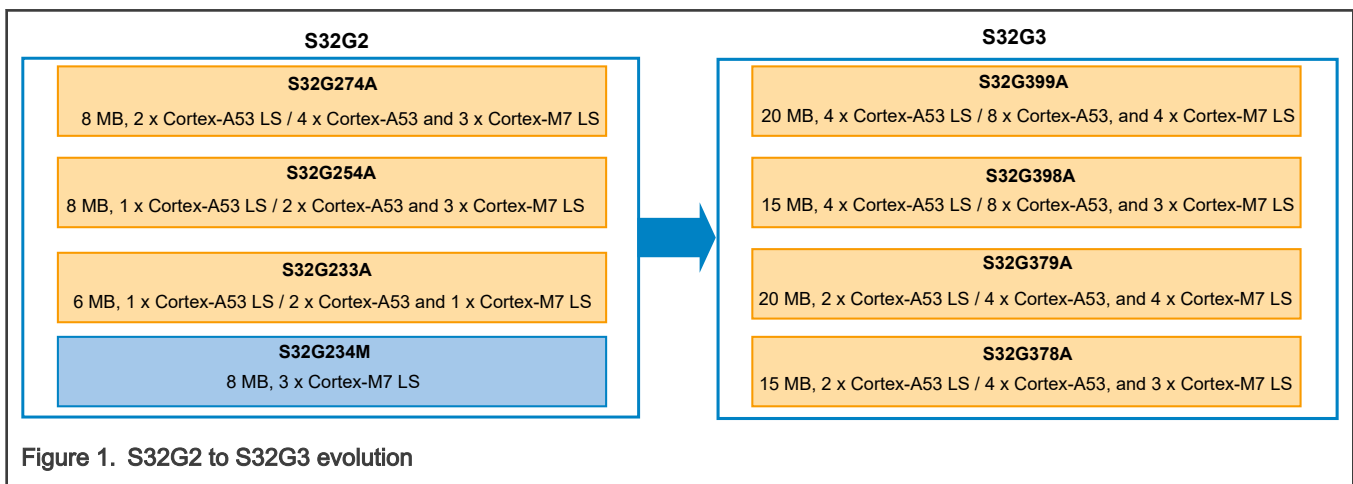 S32G2
S32G274A
8 MB, 2 x Cortex-A53 LS / 4 x Cortex-A53 and 3 x Cortex-M7 LS
S32G254A
8 MB, 1 x Cortex-A53 LS / 2 x Cortex-A53 and 3 x Cortex-M7 LS
S32G233A
6 MB, 1 x Cortex-A53 LS / 2 x Cortex-A53 and 1 x Cortex-M7 LS
S32G234M
8 MB, 3 x Cortex-M7 LS
S32G3
S32G399A
20 MB, 4 x Cortex-A53 LS / 8 x Cortex-A53, and 4 x Cortex-M7 LS
S32G398A
15 MB, 4 x Cortex-A53 LS / 8 x Cortex-A53, and 3 x Cortex-M7 LS
S32G379A
20 MB, 2 x Cortex-A53 LS / 4 x Cortex-A53, and 4 x Cortex-M7 LS
S32G378A
15 MB, 2 x Cortex-A53 LS / 4 x Cortex-A53, and 3 x Cortex-M7 LS
Figure 1. S32G2 to S32G3 evolution